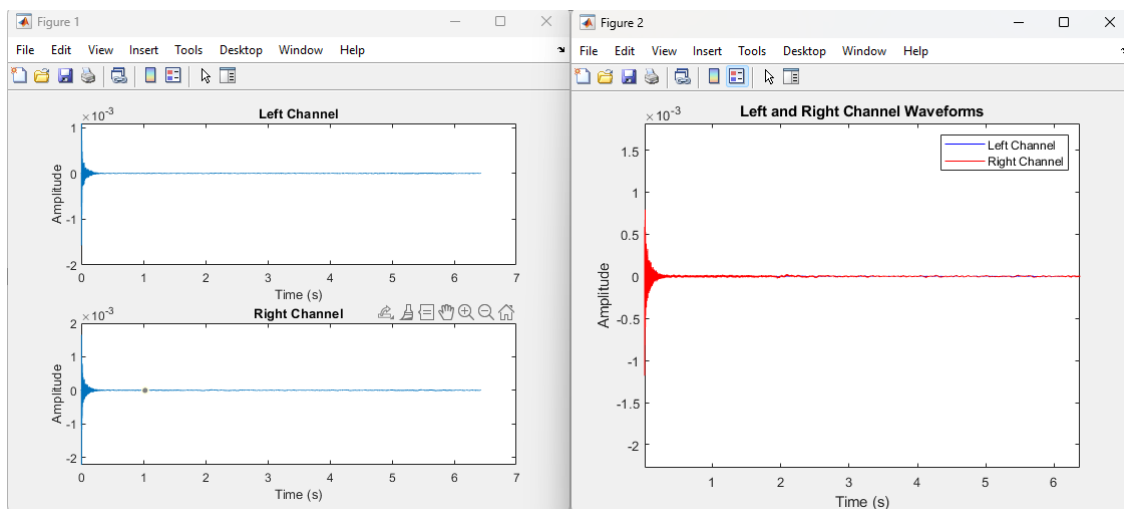 Figure 1
File Edit View Insert Tools Desktop Window Help
×10⁻³
Left Channel
1
0
-1
-2
Amplitude
0 1 2 3 4 5 6 7
Time (s)
×10⁻³
Right Channel
2
1
0
-1
-2
Amplitude
0 1 2 3 4 5 6 7
Time (s)
Figure 2
File Edit View Insert Tools Desktop Window Help
×10⁻³
Left and Right Channel Waveforms
Left Channel
Right Channel
1.5
1
0.5
0
-0.5
-1
-1.5
-2
Amplitude
1 2 3 4 5 6
Time (s)